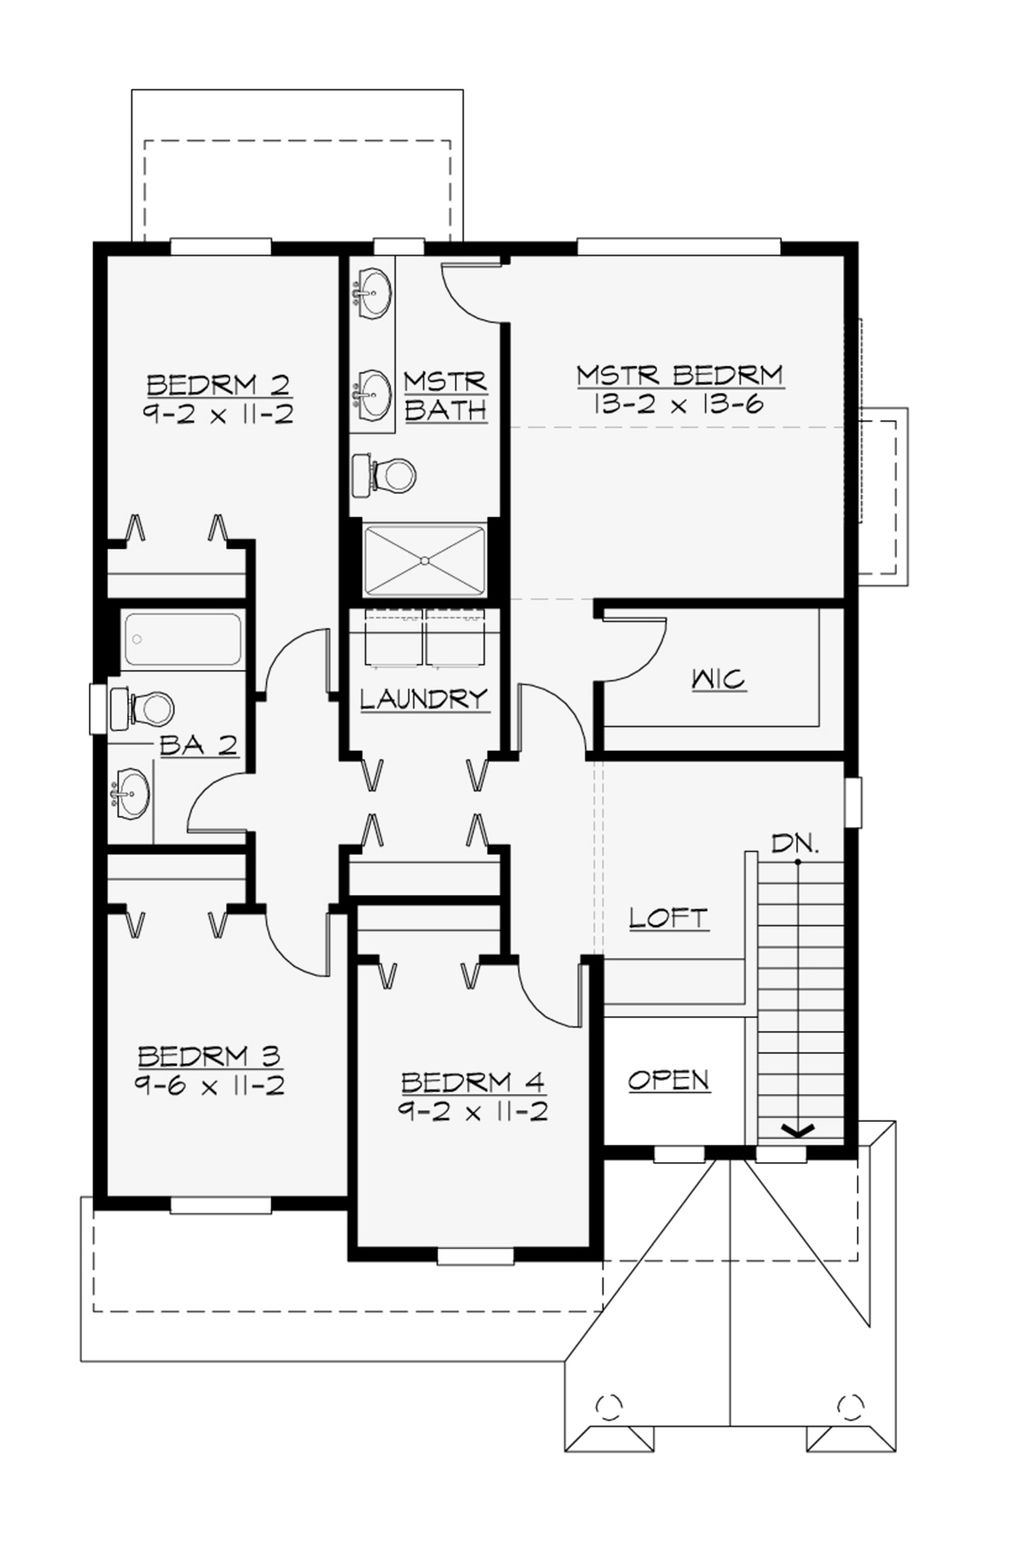 BEDRM 2
9-2 x 11-2
MSTR
BATH
MSTR BEDRM
13-2 x 13-6
LAUNDRY
WIC
BA 2
DN.
LOFT
BEDRM 3
9-6 x 11-2
BEDRM 4
9-2 x 11-2
OPEN